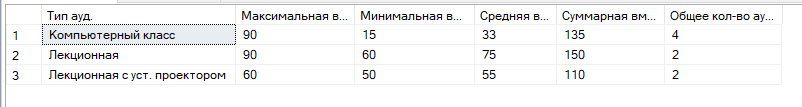 Тип ауд. Максимальная в... Минимальная в... Средняя в... Суммарная вм... Общее кол-во ау...
1 Компьютерный класс 90 15 33 135 4
2 Лекционная 90 60 75 150 2
3 Лекционная с уст. проектором 60 50 55 110 2